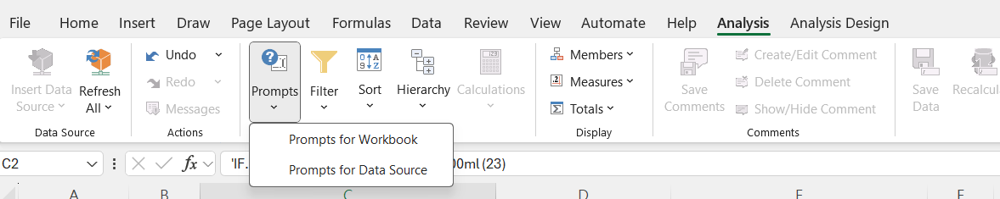 File Home Insert Draw Page Layout Formulas Data Review View Automate Help Analysis Analysis Design
Insert Data Source
Refresh All
Data Source
Undo
Redo
Messages
Actions
Prompts
Filter
Sort
Hierarchy
Calculations
Prompts for Workbook
Prompts for Data Source
Members
Measures
Totals
Display
Save Comments
Create/Edit Comment
Delete Comment
Show/Hide Comment
Comments
Save Data
Recalcul
C2 fx 'IF. 00ml (23)
A B C D E F